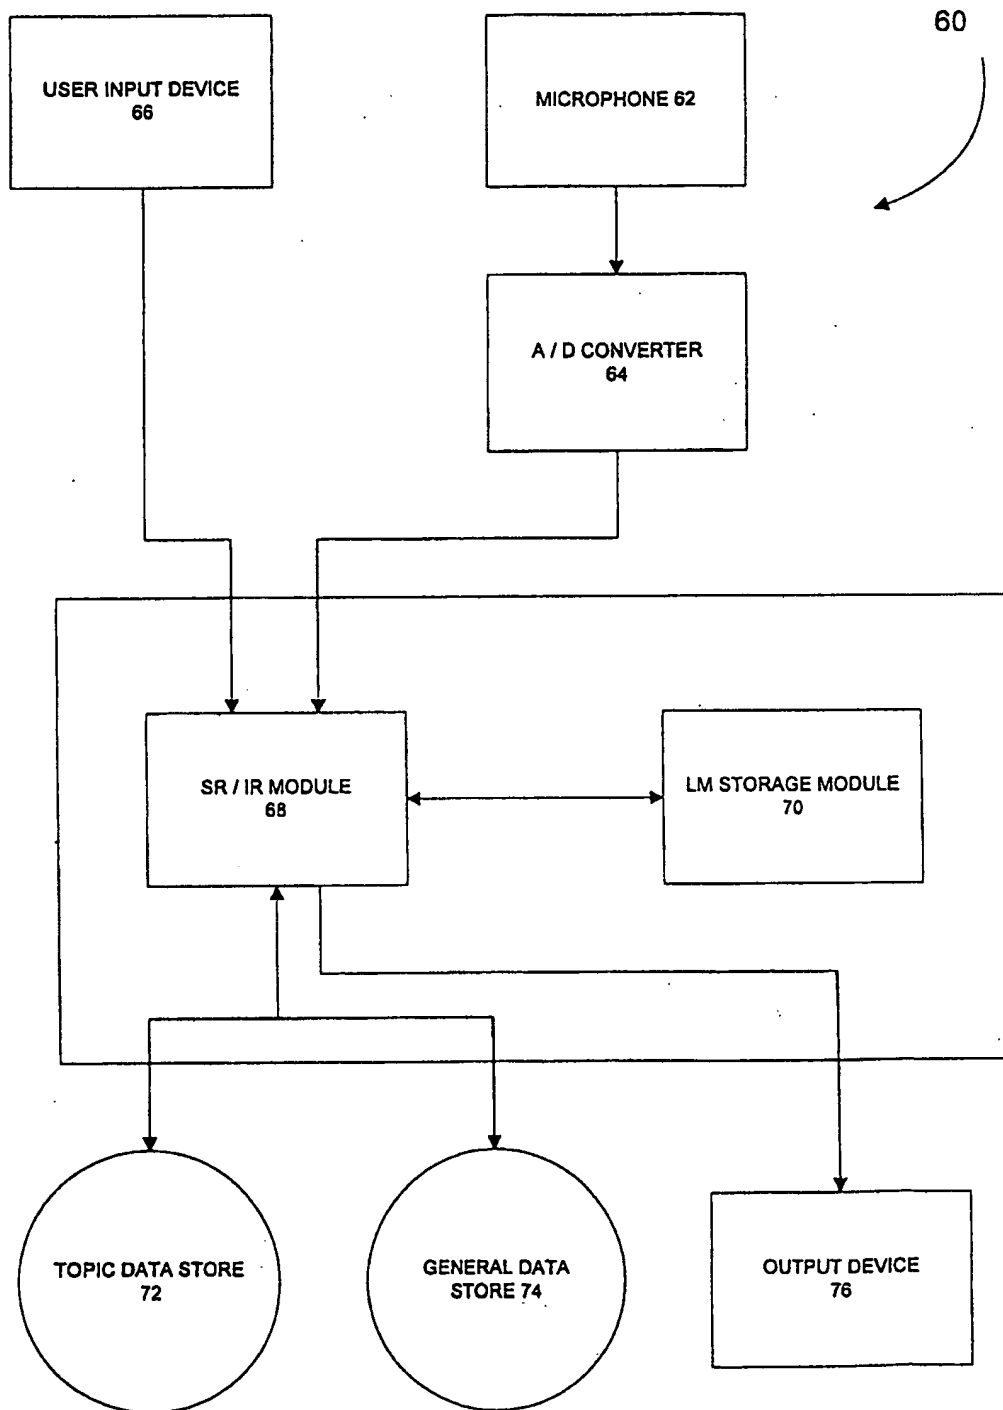 60
USER INPUT DEVICE
66
MICROPHONE 62
A / D CONVERTER
64
SR / IR MODULE
68
LM STORAGE MODULE
70
TOPIC DATA STORE
72
GENERAL DATA
STORE 74
OUTPUT DEVICE
76